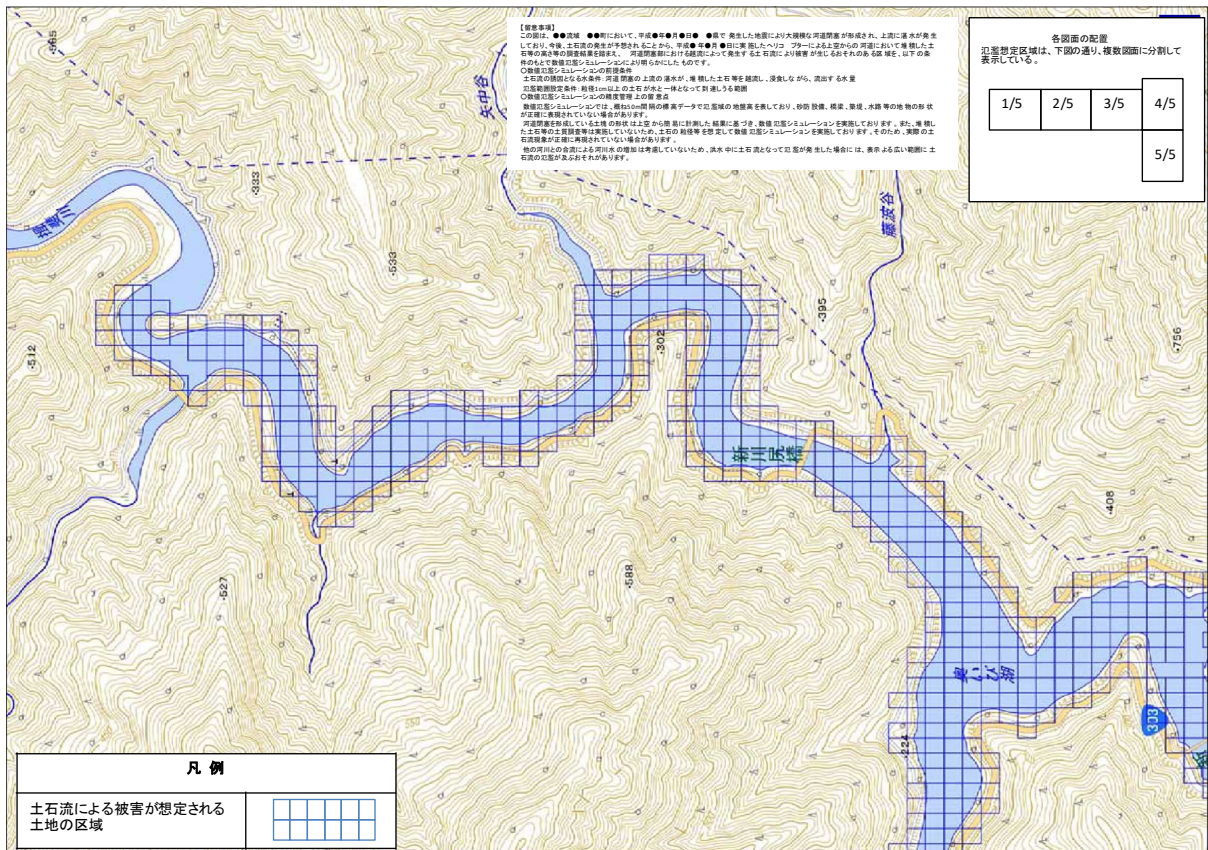 【留意事項】
この図は、●●流域 ●●町において、平成●年●月●日● ●県で発生した地震により大規模な河道閉塞が形成され、上流に湛水が発生
しており、今後、土石流の発生が予想されることから、平成●年●月●日に実施したヘリコプターによる上空からの河道において堆積した土
石等の高さ等の調査結果を踏まえ、河道閉塞部における越流によって発生する土石流により被害が生じるおそれのある区域を、以下の条
件のもとで数値氾濫シミュレーションにより明らかにしたものです。
○数値氾濫シミュレーションの前提条件
土石流の誘因となる水条件:河道閉塞の上流の湛水が、堆積した土石等を越流し、浸食しながら、流出する水量
氾濫範囲設定条件:粒径1cm以上の土石が水と一体となって到達しうる範囲
○数値氾濫シミュレーションの精度管理上の留意点
数値氾濫シミュレーションでは、概ね50m間隔の標高データで氾濫域の地盤高を表しており、砂防設備、橋梁、築堤、水路等の地物の形状
が正確に表現されていない場合があります。
河道閉塞を形成している土塊の形状は上空から簡易に計測した結果に基づき、数値氾濫シミュレーションを実施しております。また、堆積し
た土石等の土質調査等は実施していないため、土石の粒径等を想定して数値氾濫シミュレーションを実施しております。そのため、実際の土
石流現象が正確に再現されていない場合があります。
他の河川との合流による河川水の増加は考慮していないため、洪水中に土石流となって氾濫が発生した場合には、表示よる広い範囲に土
石流の氾濫が及ぶおそれがあります。
各図面の配置
氾濫想定区域は、下図の通り、複数図面に分割して
表示している。
1/5 2/5 3/5 4/5
5/5
矢中谷
藤波谷
揖斐川
新川尻橋
奥いび湖
303
・565
・333
・533
・512
・302
・395
・756
・527
・588
・408
・224
凡例
土石流による被害が想定される
土地の区域